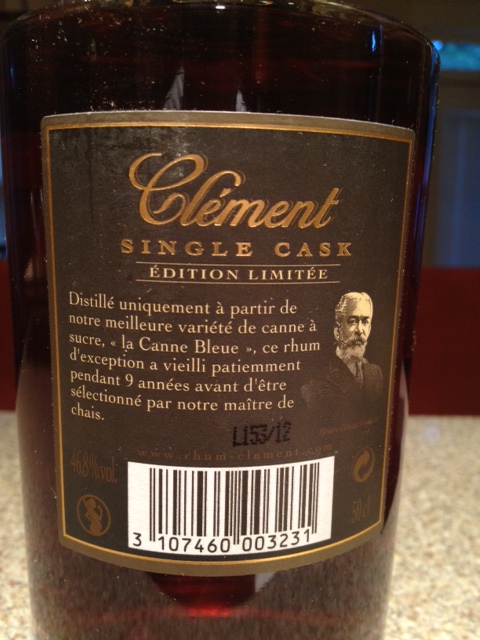 Clément
SINGLE CASK
ÉDITION LIMITÉE
Distillé uniquement à partir de
notre meilleure variété de canne à
sucre, « la Canne Bleue », ce rhum
d'exception a vieilli patiemment
pendant 9 années avant d'être
sélectionné par notre maître de
chais.
L153/12
www.rhum-clement.com
46.8%vol.
50 cl
3 107460 003231